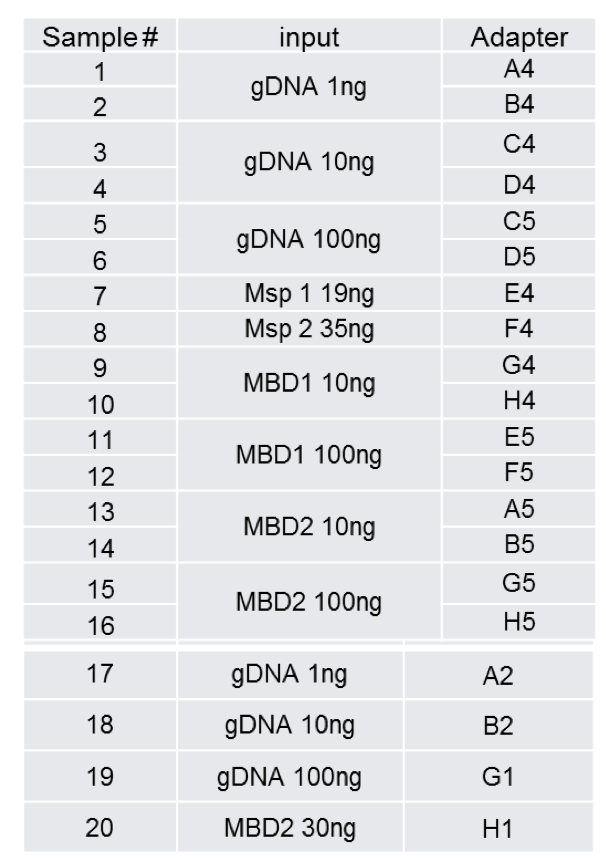 Sample # input Adapter
1 gDNA 1ng A4
2 B4
3 gDNA 10ng C4
4 D4
5 gDNA 100ng C5
6 D5
7 Msp 1 19ng E4
8 Msp 2 35ng F4
9 MBD1 10ng G4
10 H4
11 MBD1 100ng E5
12 F5
13 MBD2 10ng A5
14 B5
15 MBD2 100ng G5
16 H5
17 gDNA 1ng A2
18 gDNA 10ng B2
19 gDNA 100ng G1
20 MBD2 30ng H1